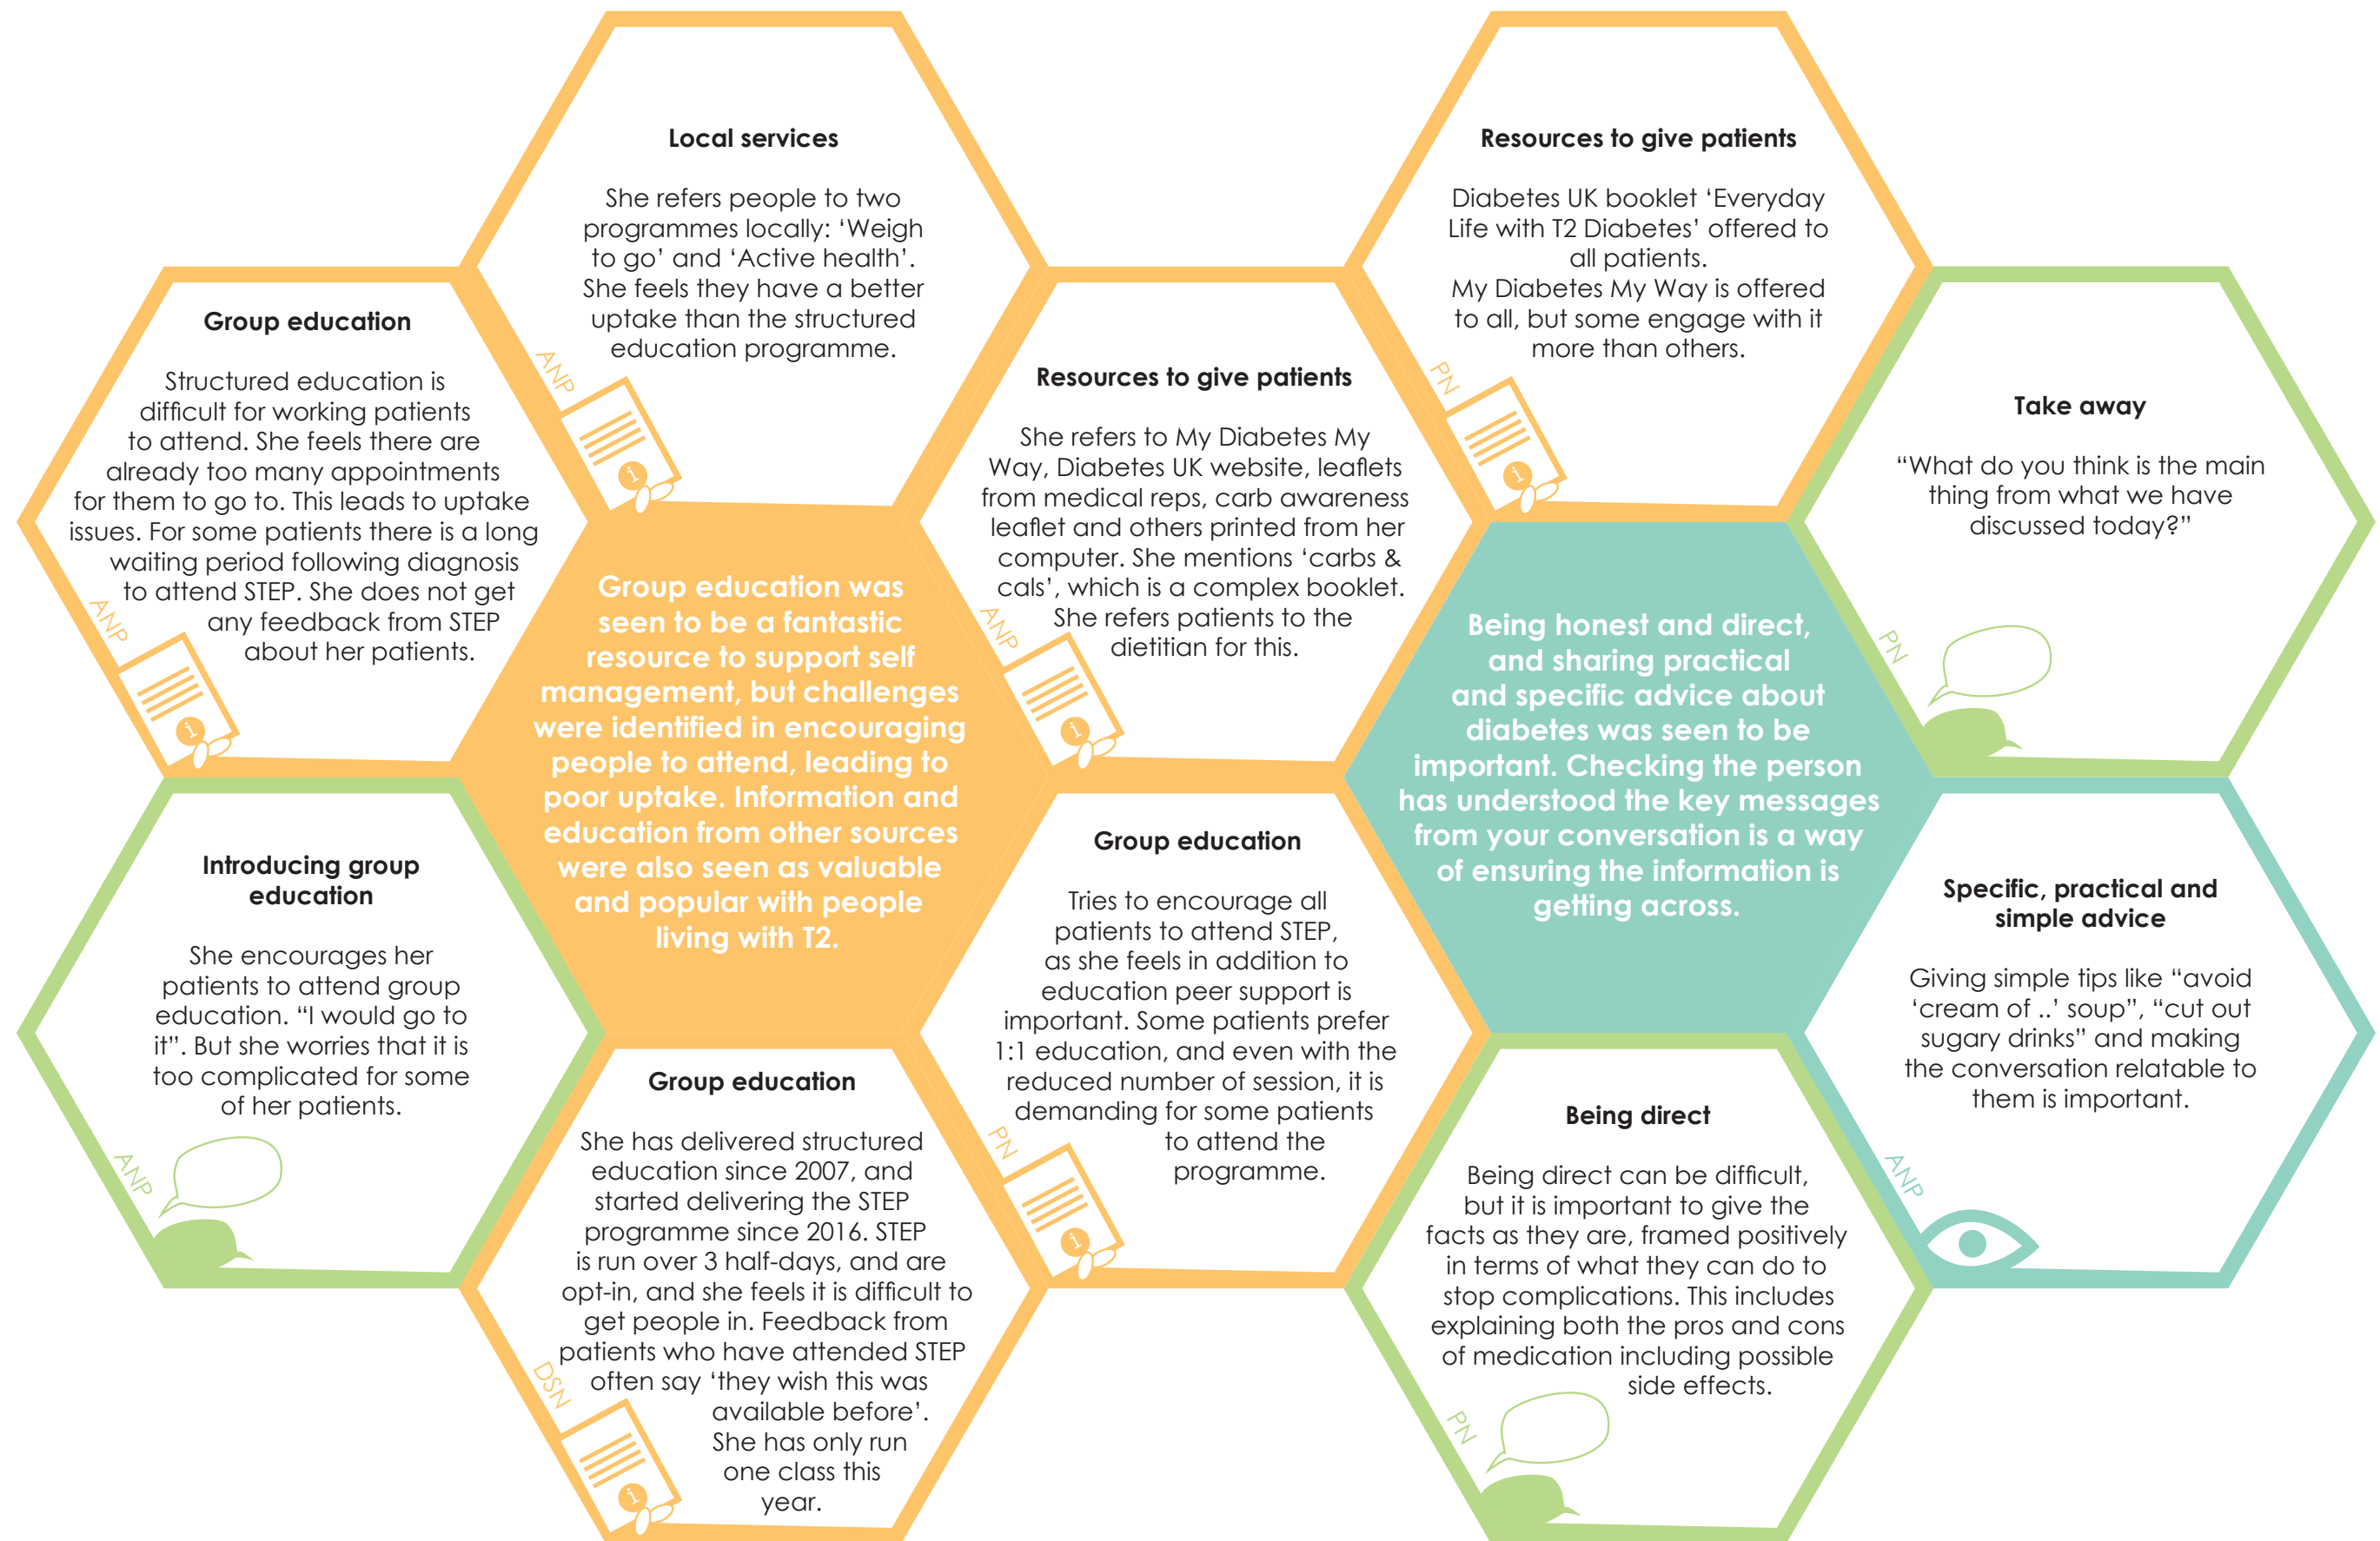 Local services
She refers people to two
programmes locally: ‘Weigh
to go’ and ‘Active health’.
She feels they have a better
uptake than the structured
education programme.
ANP
i
Resources to give patients
Diabetes UK booklet ‘Everyday
Life with T2 Diabetes’ offered to
all patients.
My Diabetes My Way is offered
to all, but some engage with it
more than others.
PN
i
Group education
Structured education is
difficult for working patients
to attend. She feels there are
already too many appointments
for them to go to. This leads to uptake
issues. For some patients there is a long
waiting period following diagnosis
to attend STEP. She does not get
any feedback from STEP
about her patients.
ANP
i
Resources to give patients
She refers to My Diabetes My
Way, Diabetes UK website, leaflets
from medical reps, carb awareness
leaflet and others printed from her
computer. She mentions ‘carbs &
cals’, which is a complex booklet.
She refers patients to the
dietitian for this.
ANP
i
Take away
“What do you think is the main
thing from what we have
discussed today?”
PN
Group education was
seen to be a fantastic
resource to support self
management, but challenges
were identified in encouraging
people to attend, leading to
poor uptake. Information and
education from other sources
were also seen as valuable
and popular with people
living with T2.
Being honest and direct,
and sharing practical
and specific advice about
diabetes was seen to be
important. Checking the person
has understood the key messages
from your conversation is a way
of ensuring the information is
getting across.
Introducing group
education
She encourages her
patients to attend group
education. “I would go to
it”. But she worries that it is
too complicated for some
of her patients.
ANP
Group education
Tries to encourage all
patients to attend STEP,
as she feels in addition to
education peer support is
important. Some patients prefer
1:1 education, and even with the
reduced number of session, it is
demanding for some patients
to attend the
programme.
PN
i
Specific, practical and
simple advice
Giving simple tips like “avoid
‘cream of ..’ soup”, “cut out
sugary drinks” and making
the conversation relatable to
them is important.
ANP
Group education
She has delivered structured
education since 2007, and
started delivering the STEP
programme since 2016. STEP
is run over 3 half-days, and are
opt-in, and she feels it is difficult to
get people in. Feedback from
patients who have attended STEP
often say ‘they wish this was
available before’.
She has only run
one class this
year.
DSN
i
Being direct
Being direct can be difficult,
but it is important to give the
facts as they are, framed positively
in terms of what they can do to
stop complications. This includes
explaining both the pros and cons
of medication including possible
side effects.
PN